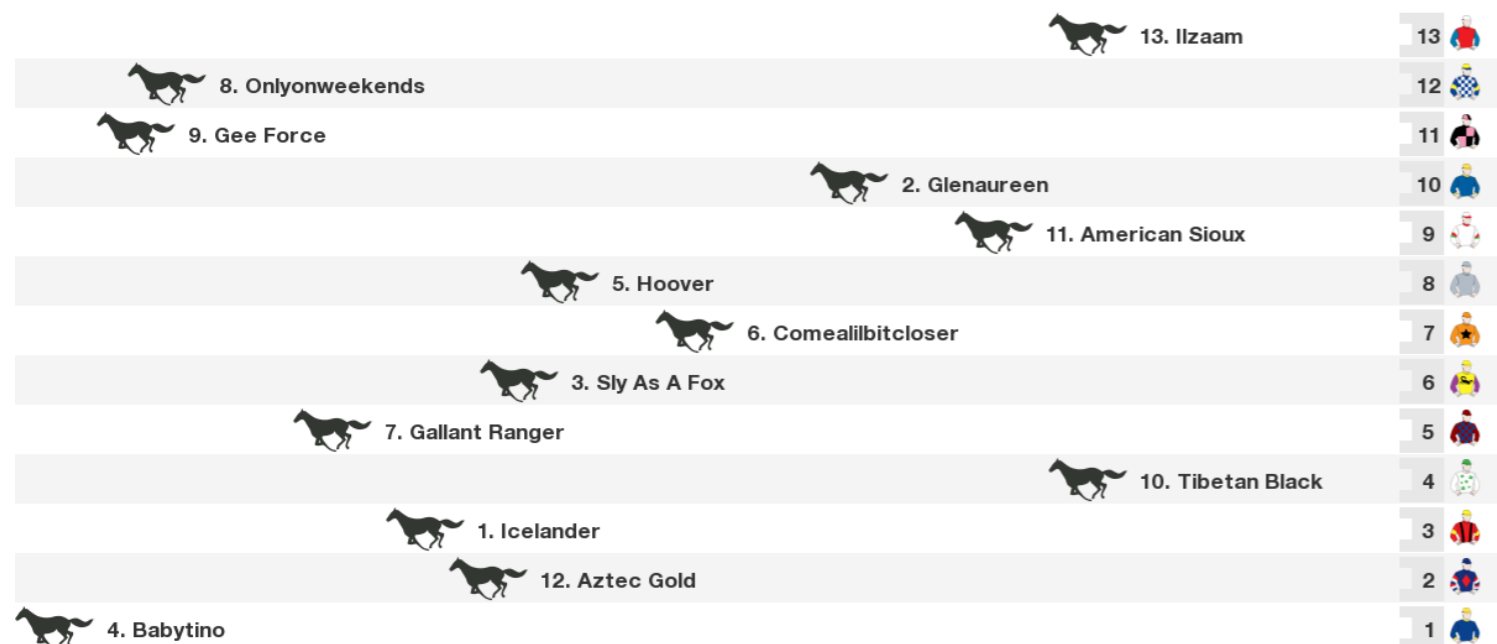 13. Ilzaam 13
8. Onlyonweekends 12
9. Gee Force 11
2. Glenaureen 10
11. American Sioux 9
5. Hoover 8
6. Comealilbitcloser 7
3. Sly As A Fox 6
7. Gallant Ranger 5
10. Tibetan Black 4
1. Icelander 3
12. Aztec Gold 2
4. Babytino 1